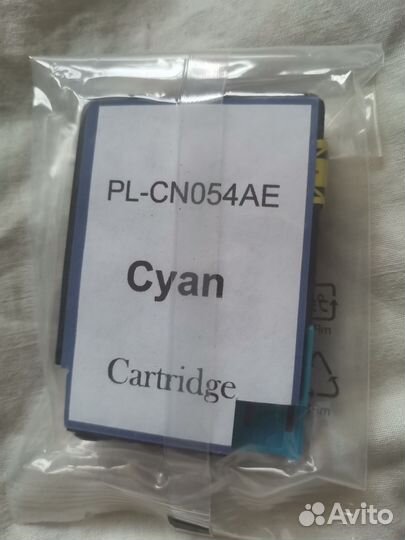 PL-CN054AE
Cyan
Cartridge
Avito